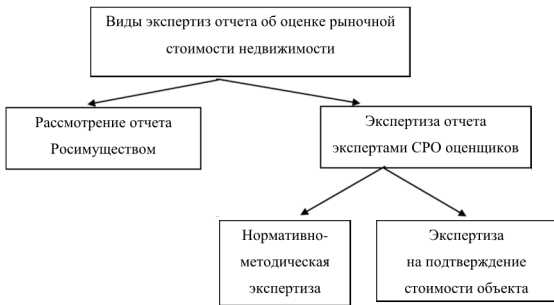 Виды экспертиз отчета об оценке рыночной
стоимости недвижимости
Рассмотрение отчета
Росимуществом
Экспертиза отчета
экспертами СРО оценщиков
Нормативно-
методическая
экспертиза
Экспертиза
на подтверждение
стоимости объекта